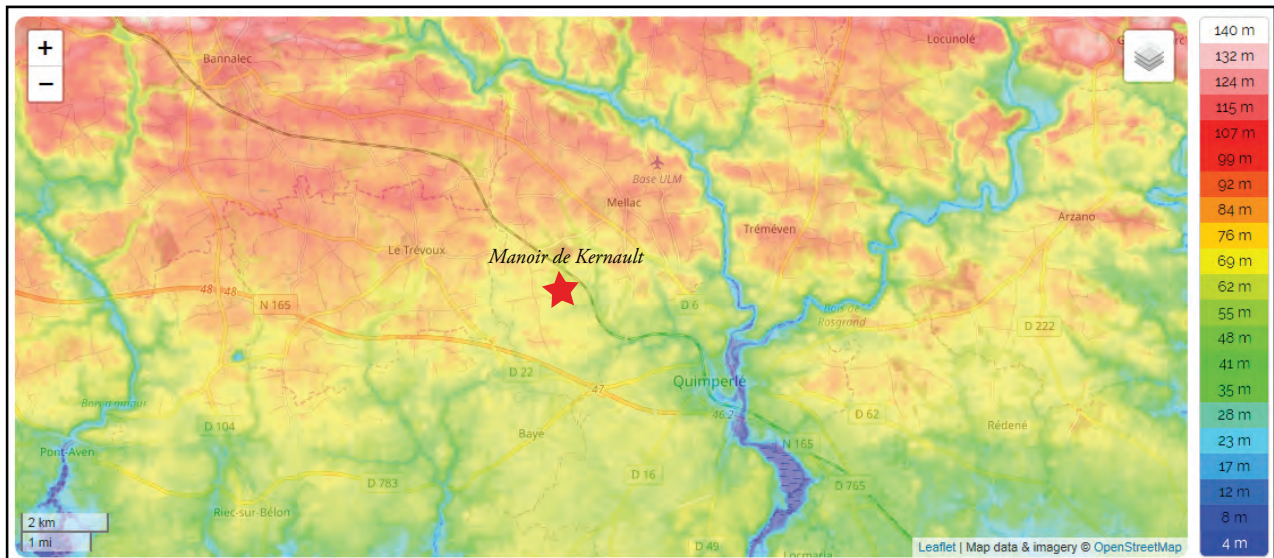 +
−
Bannalec
Locunolé
Base ULM
Mellac
Arzano
Trémeven
Le Trévoux
Manoir de Kernault
48 48
N 165
D 6
Bois de
Rosgrand
D 222
D 22
47
Quimperlé
D 104
46.2
D 62
Rédené
Baye
Pont-Aven
N 165
D 783
D 16
D 765
Riec-sur-Bélon
2 km
1 mi
D 49
Locmaria
Leaflet | Map data & imagery © OpenStreetMap
140 m
132 m
124 m
115 m
107 m
99 m
92 m
84 m
76 m
69 m
62 m
55 m
48 m
41 m
35 m
28 m
23 m
17 m
12 m
8 m
4 m